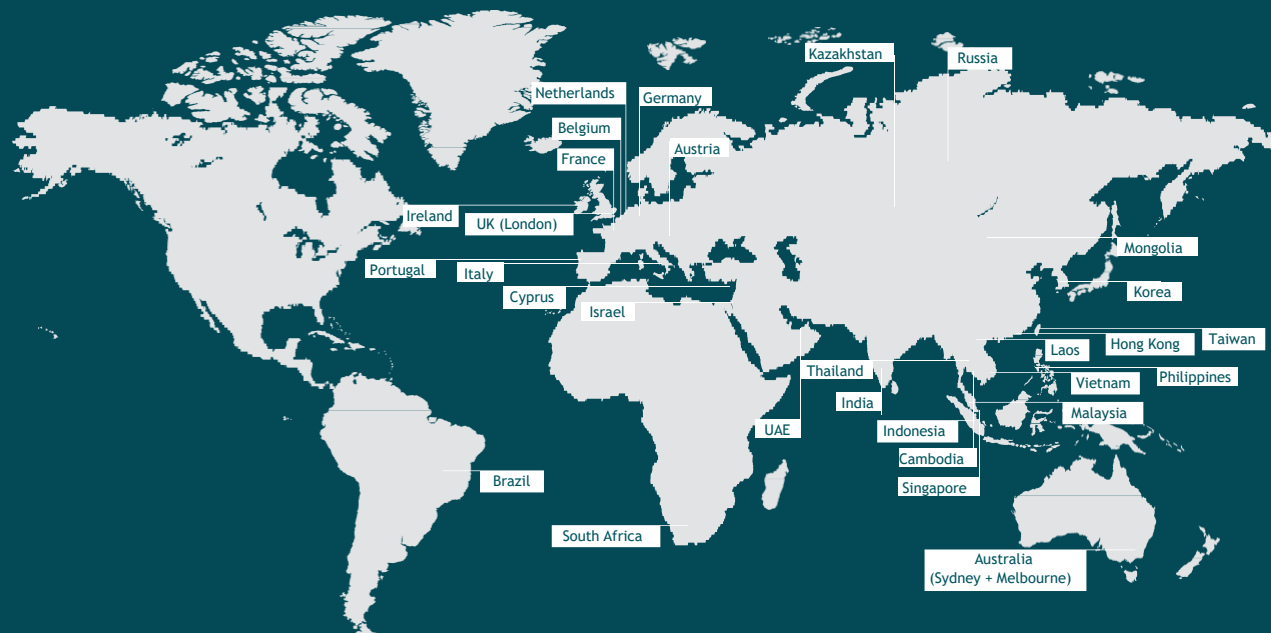 Kazakhstan
Russia
Netherlands
Germany
Belgium
Austria
France
Ireland
UK (London)
Mongolia
Portugal
Italy
Cyprus
Korea
Israel
Taiwan
Hong Kong
Laos
Thailand
Philippines
Vietnam
India
Malaysia
UAE
Indonesia
Cambodia
Brazil
Singapore
South Africa
Australia
(Sydney + Melbourne)